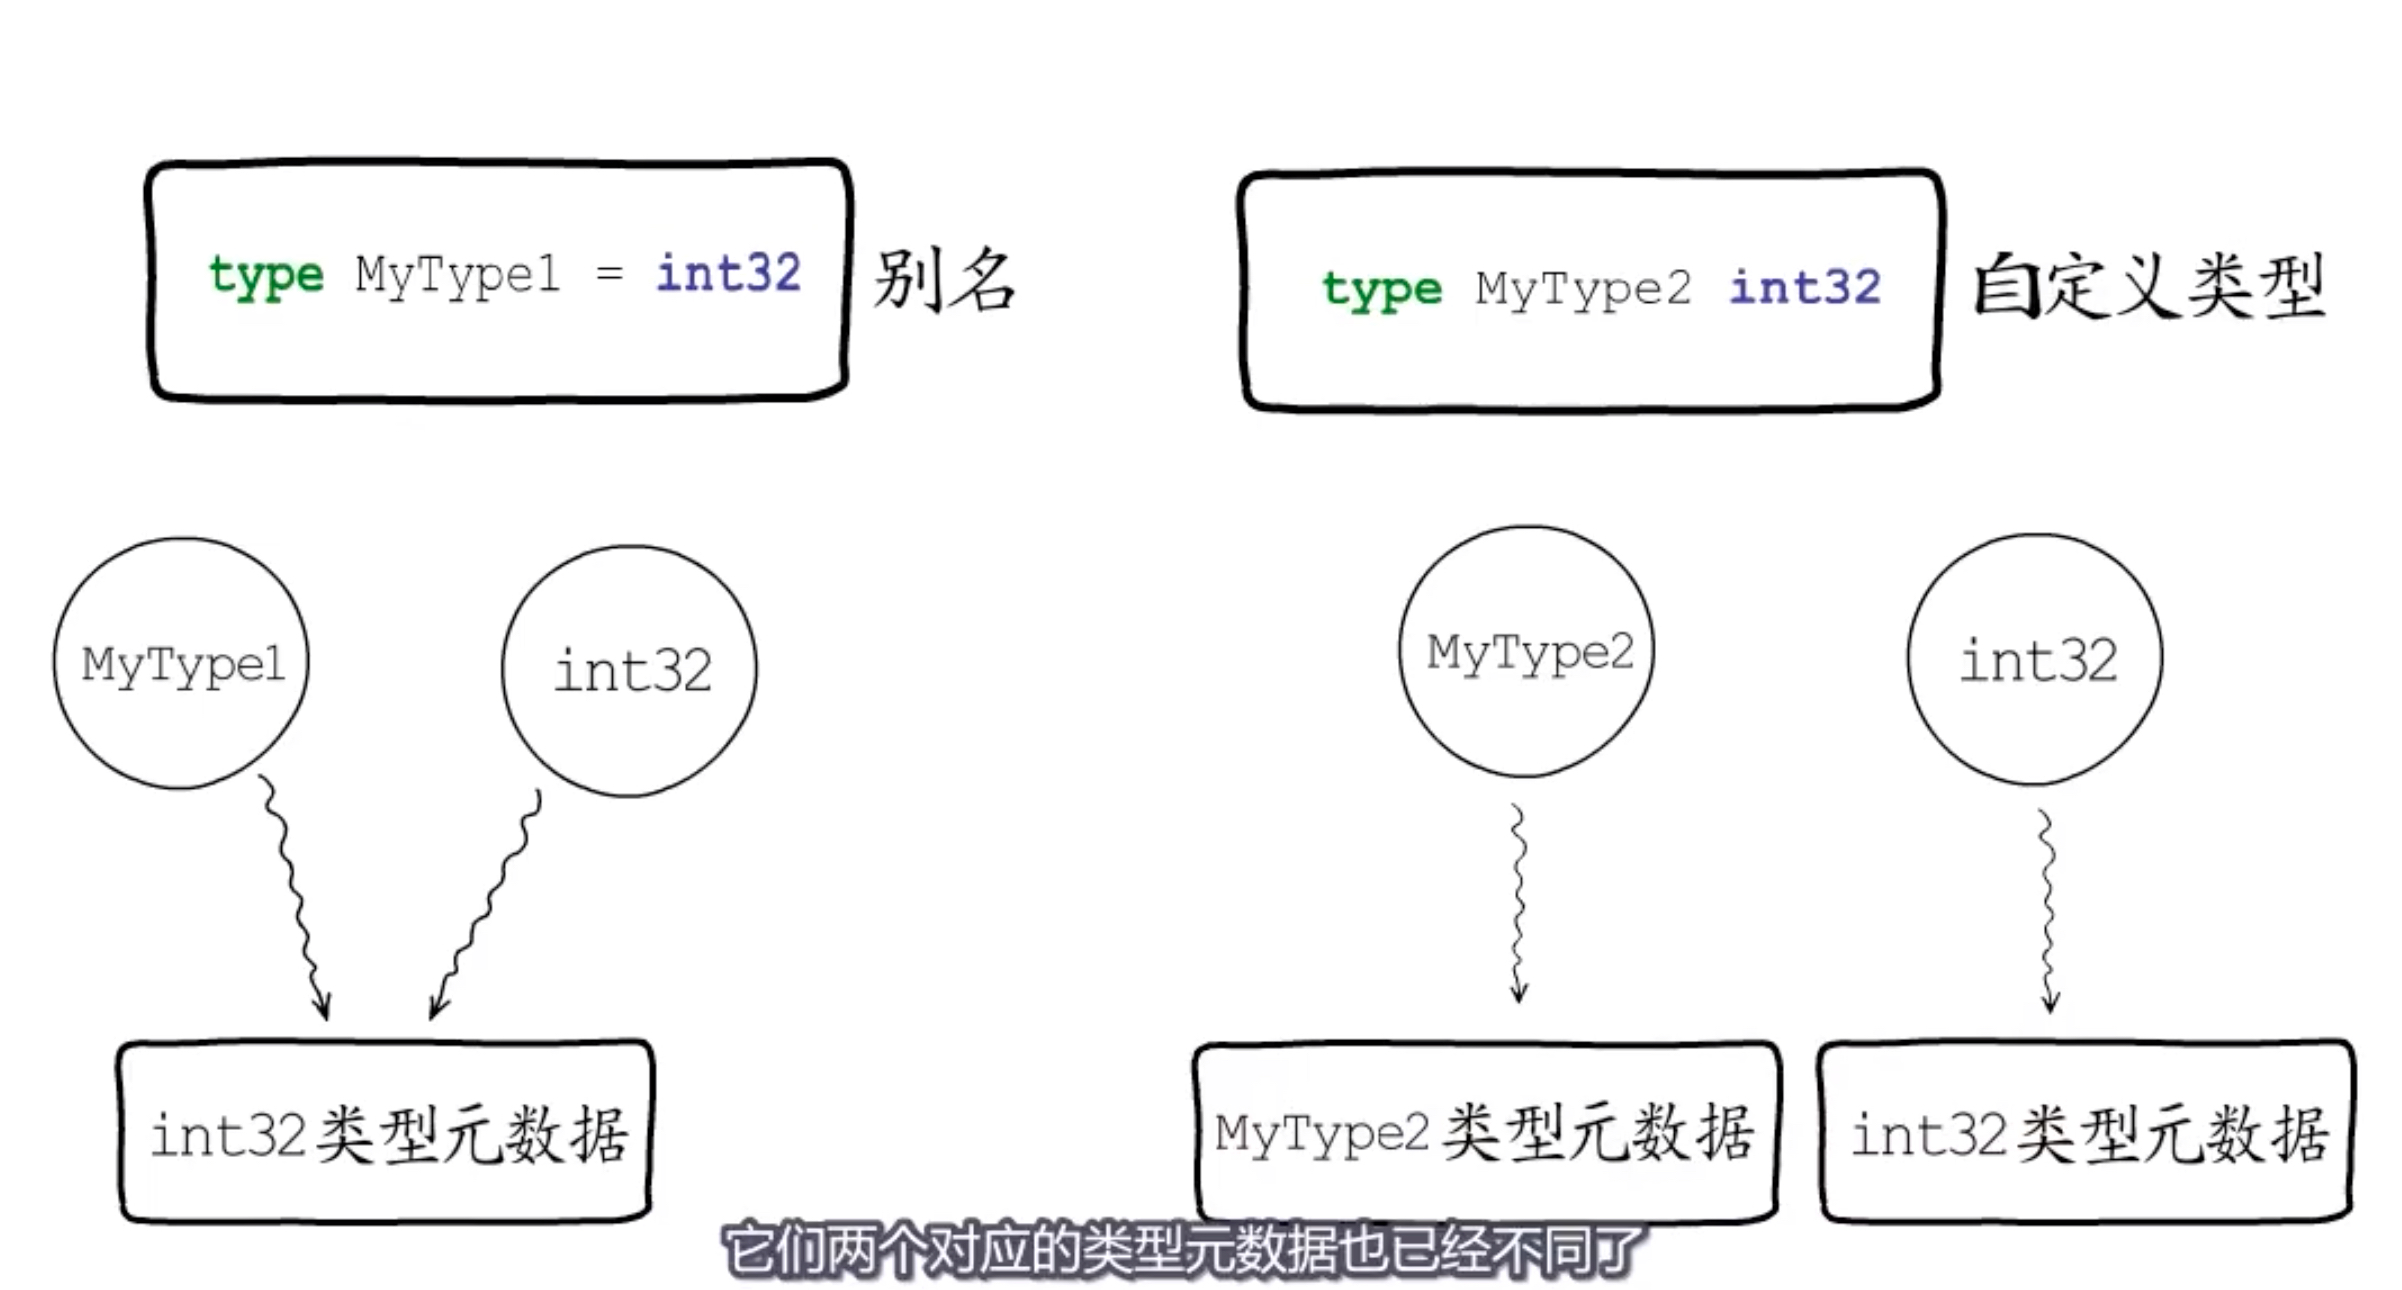 type MyType1 = int32
别名
type MyType2 int32
自定义类型
MyType1
int32
MyType2
int32
int32类型元数据
MyType2类型元数据
int32类型元数据
它们两个对应的类型元数据也已经不同了